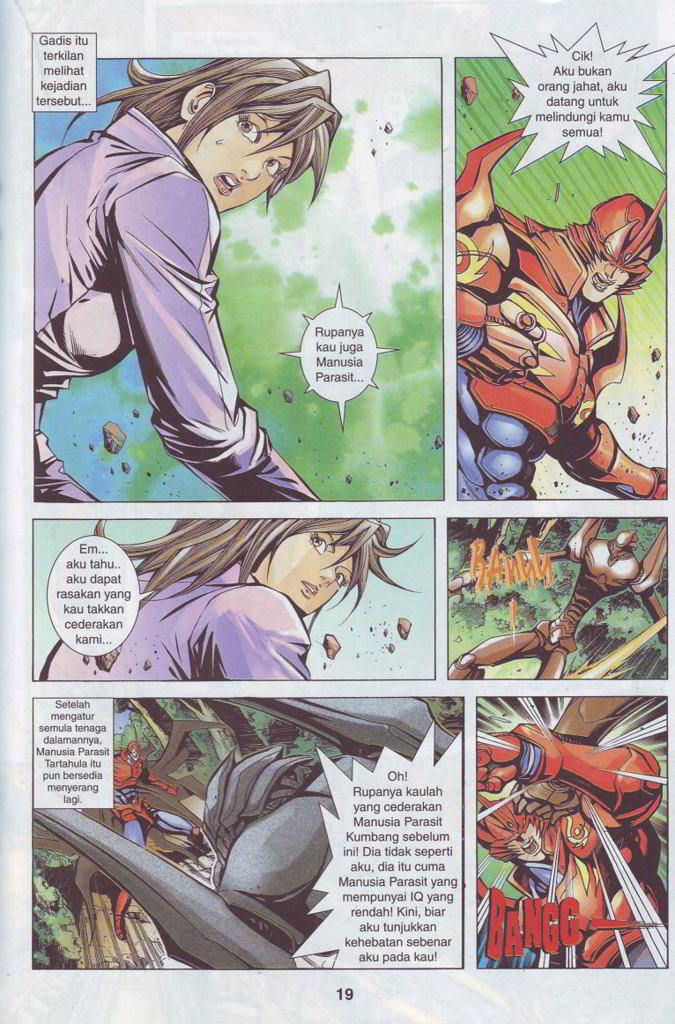 Gadis itu
terkilan
melihat
kejadian
tersebut...
Rupanya
kau juga
Manusia
Parasit...
Cik!
Aku bukan
orang jahat, aku
datang untuk
melindungi kamu
semua!
Em...
aku tahu..
aku dapat
rasakan yang
kau takkan
cederakan
kami...
Setelah
mengatur
semula tenaga
dalamannya,
Manusia Parasit
Tartahula itu
pun bersedia
menyerang
lagi.
Oh!
Rupanya kaulah
yang cederakan
Manusia Parasit
Kumbang sebelum
ini! Dia tidak seperti
aku, dia itu cuma
Manusia Parasit yang
mempunyai IQ yang
rendah! Kini, biar
aku tunjukkan
kehebatan sebenar
aku pada kau!
BANGG
19